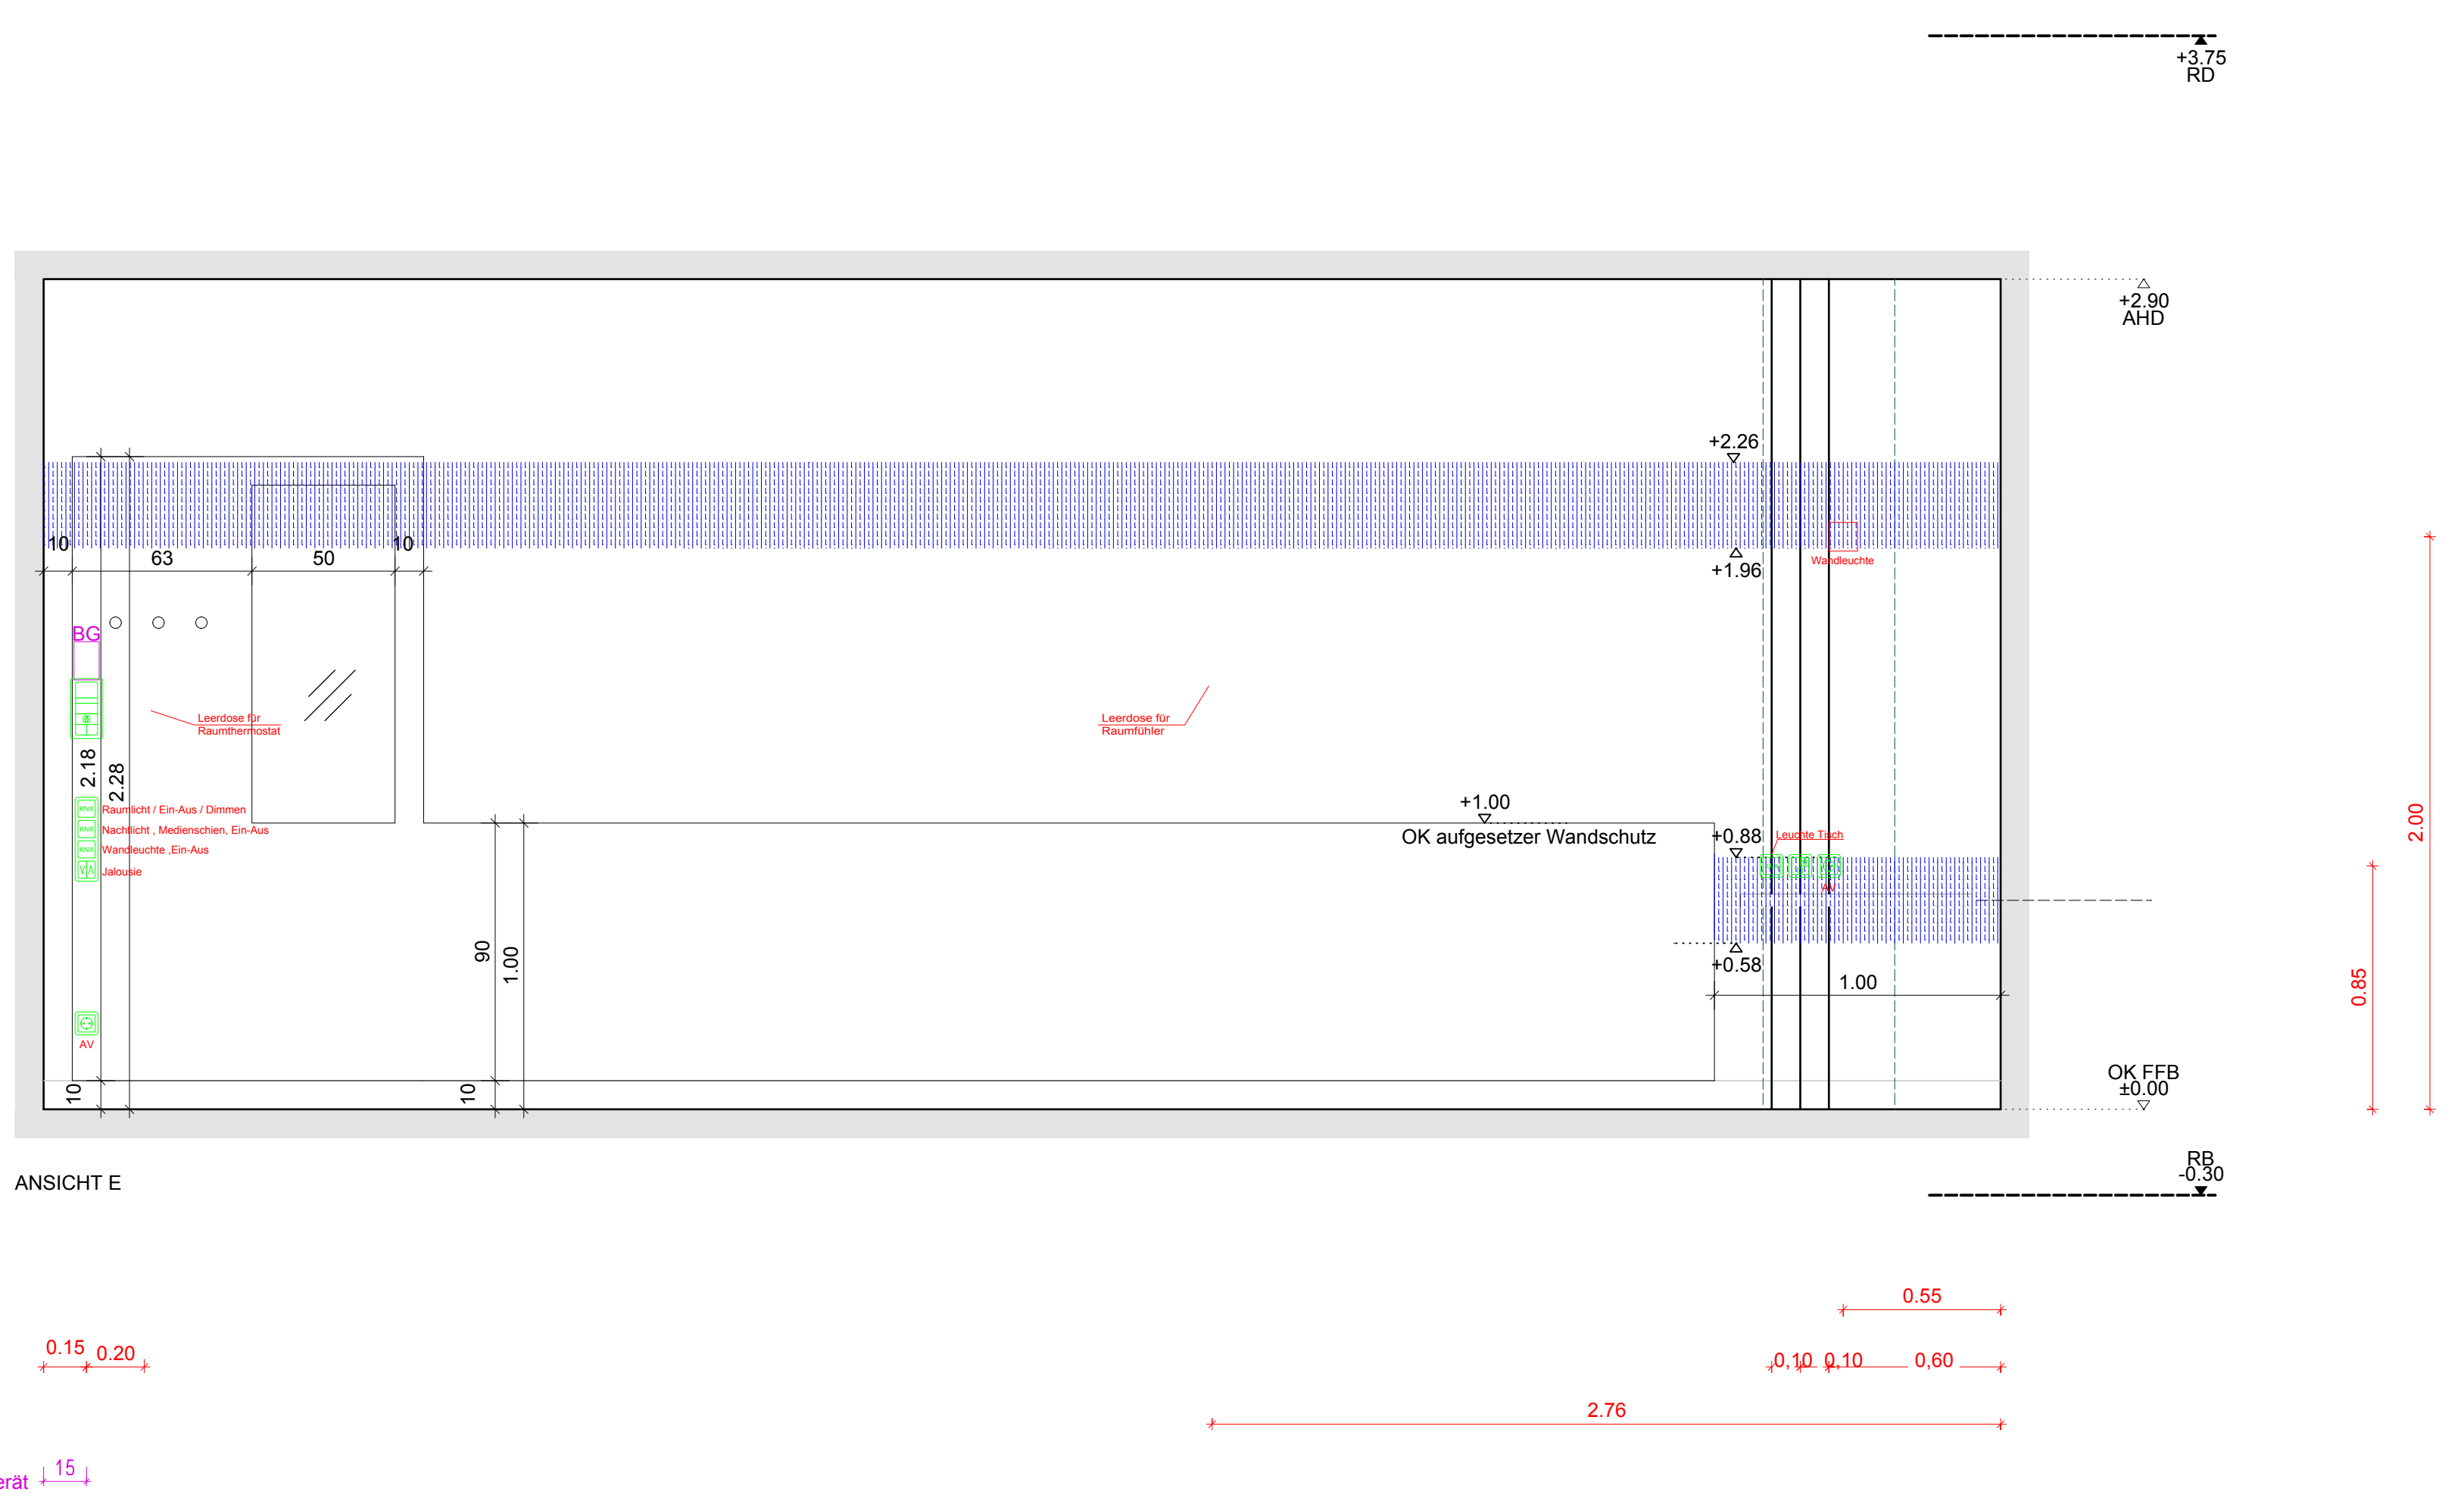 +3.75
RD
+2.90
AHD
+2.26
10
63
50
10
+1.96
Wandleuchte
BG
Leerdose für
Raumthermostat
Leerdose für
Raumfühler
2.18
2.28
Raumlicht / Ein-Aus / Dimmen
KNX
Nachtlicht , Medienschien, Ein-Aus
KNX
Wandleuchte ,Ein-Aus
KNX
Jalousie
+1.00
OK aufgesetzer Wandschutz
+0.88
Leuchte Tisch
AV
2.00
90
1.00
+0.58
1.00
0.85
AV
10
10
OK FFB
±0.00
ANSICHT E
RB
-0.30
0.55
0.15
0.20
0,10
0,10
0,60
2.76
15
erät